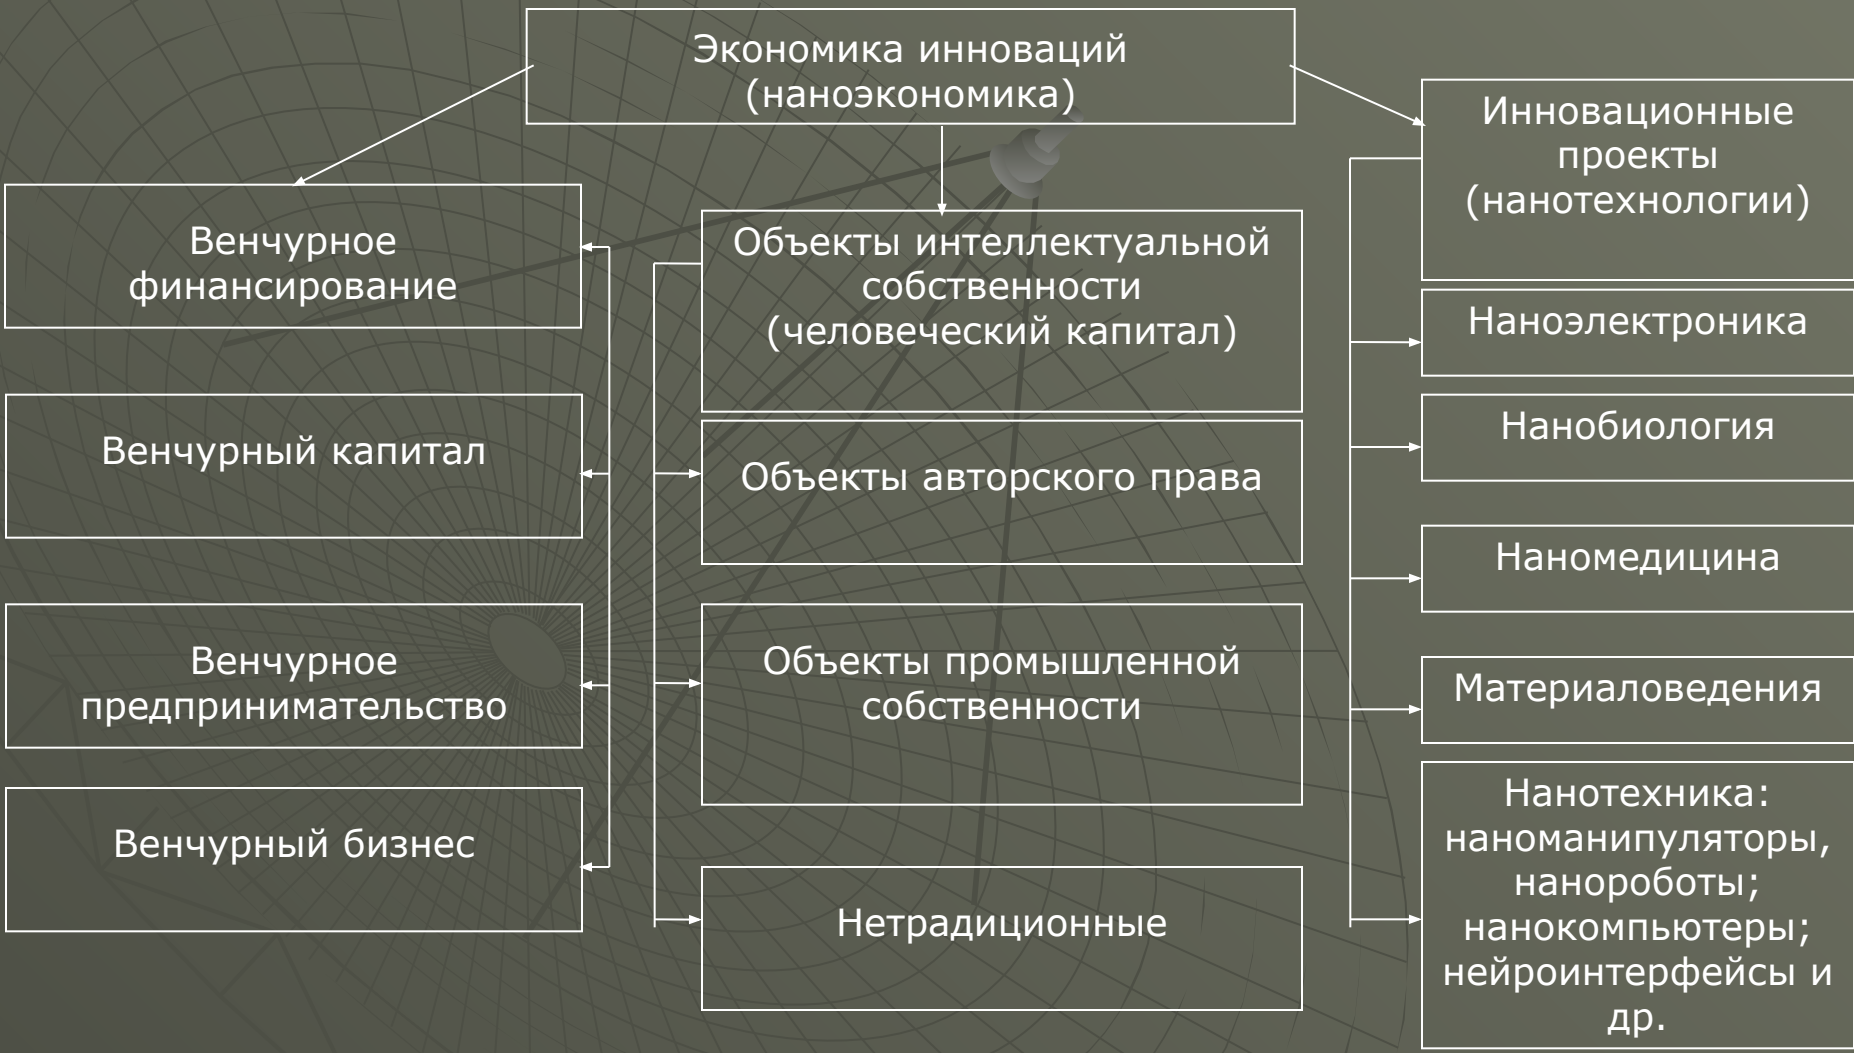 Экономика инноваций
(наноэкономика)
Венчурное
финансирование
Венчурный капитал
Венчурное
предпринимательство
Венчурный бизнес
Объекты интеллектуальной
собственности
(человеческий капитал)
Объекты авторского права
Объекты промышленной
собственности
Нетрадиционные
Инновационные
проекты
(нанотехнологии)
Наноэлектроника
Нанобиология
Наномедицина
Материаловедения
Нанотехника:
наноманипуляторы,
нанороботы;
нанокомпьютеры;
нейроинтерфейсы и
др.